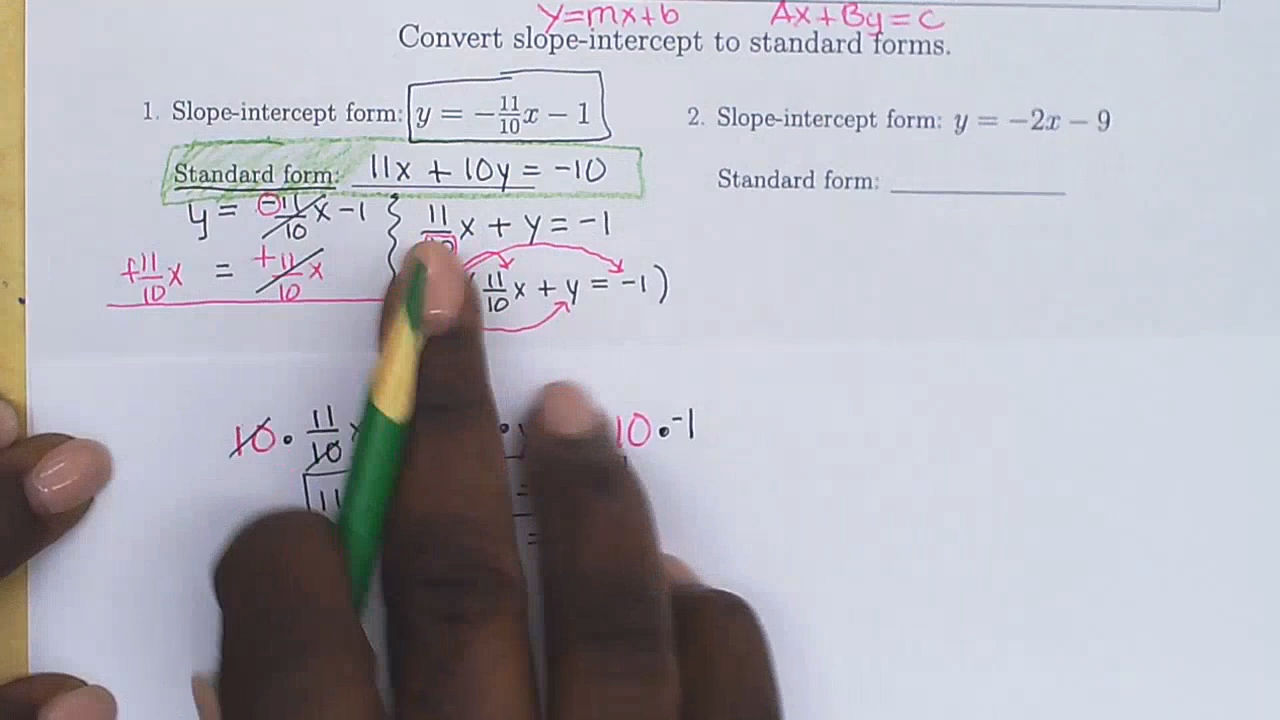 y=mx+b Ax+By=C
Convert slope-intercept to standard forms.
1. Slope-intercept form: y = −11/10x − 1
Standard form: 11x + 10y = -10
y = -11/10x -1
+11/10x = +11/10x
11/10x + y = -1
11/10x + y = -1)
10 · 11/10 · 10 · -1
11
=
=
2. Slope-intercept form: y = −2x − 9
Standard form: ____________